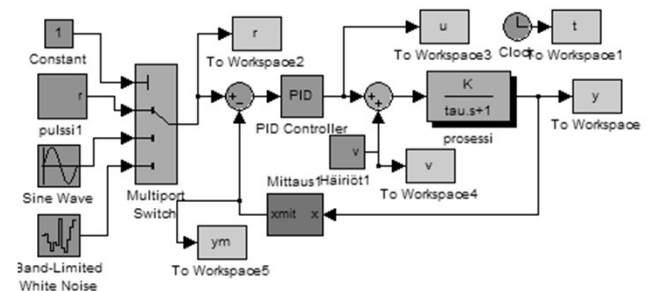 1
Constant
r
To Workspace2
u
To Workspace3
Clock
t
To Workspace1
r
pulssi1
+
-
PID
PID Controller
+
+
K
tau.s+1
prosessi
y
To Workspace
Sine Wave
Multiport
Switch
v
Häiriöt1
v
To Workspace4
Mittaus1
xmit x
Band-Limited
White Noise
ym
To Workspace5